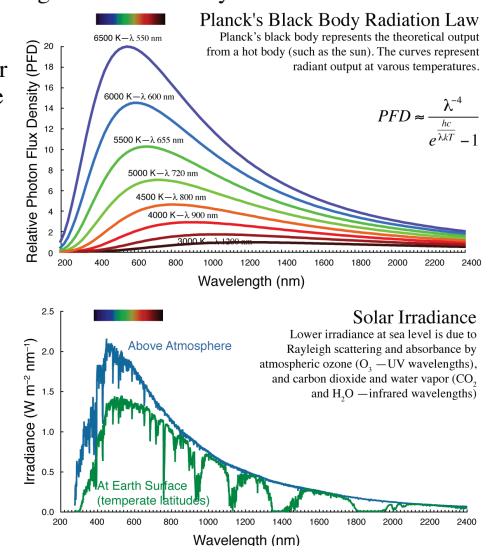 Planck's Black Body Radiation Law
Planck's black body represents the theoretical output
from a hot body (such as the sun). The curves represent
radiant output at varous temperatures.
PFD ≈ λ⁻⁴ / (e^(hc/λkT) − 1)
r
e
Relative Photon Flux Density (PFD)
20
18
16
14
12
10
8
6
4
2
0
6500 K—λ 550 nm
6000 K—λ 600 nm
5500 K—λ 655 nm
5000 K—λ 720 nm
4500 K—λ 800 nm
4000 K—λ 900 nm
3000 K—λ 1200 nm
200 400 600 800 1000 1200 1400 1600 1800 2000 2200 2400
Wavelength (nm)
Solar Irradiance
Lower irradiance at sea level is due to
Rayleigh scattering and absorbance by
atmospheric ozone (O₃ —UV wavelengths),
and carbon dioxide and water vapor (CO₂
and H₂O —infrared wavelengths)
Irradiance (W m⁻² nm⁻¹)
2.5
2.0
1.5
1.0
0.5
0.0
Above Atmosphere
At Earth Surface
(temperate latitudes)
200 400 600 800 1000 1200 1400 1600 1800 2000 2200 2400
Wavelength (nm)